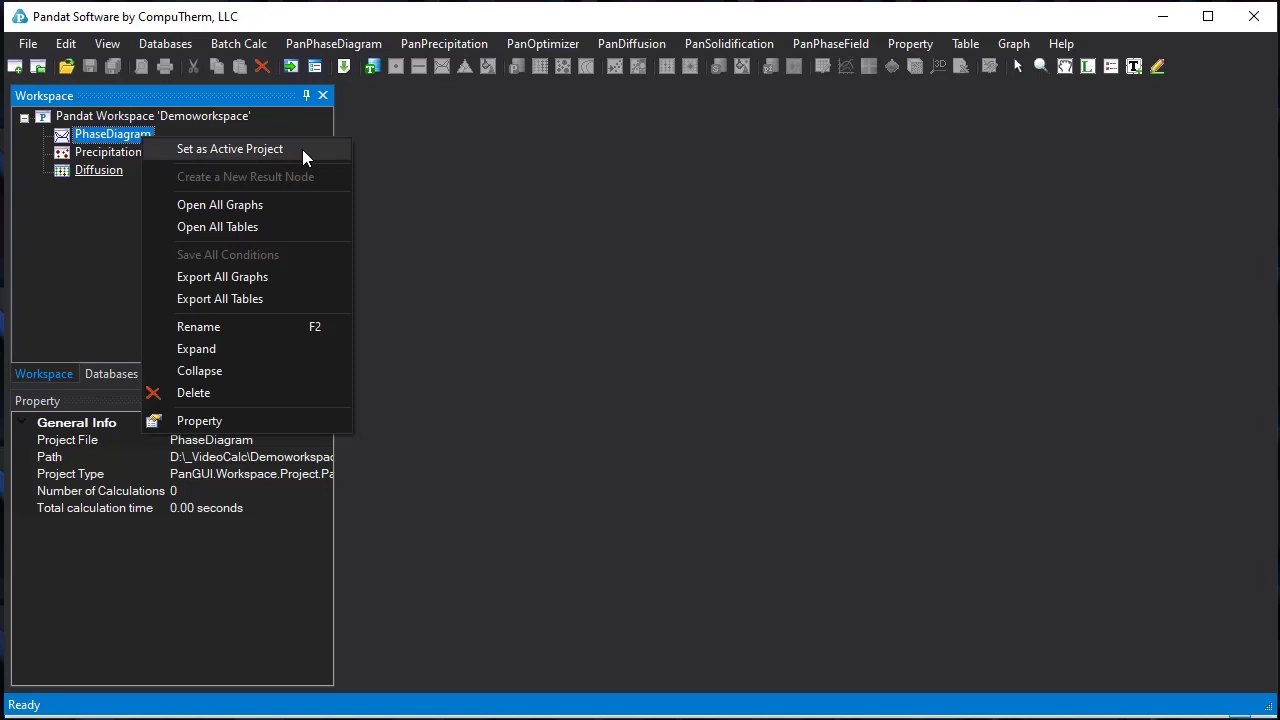 Pandat Software by CompuTherm, LLC
File Edit View Databases Batch Calc PanPhaseDiagram PanPrecipitation PanOptimizer PanDiffusion PanSolidification PanPhaseField Property Table Graph Help
Workspace
Pandat Workspace 'Demoworkspace'
PhaseDiagram
Precipitation
Diffusion
Set as Active Project
Create a New Result Node
Open All Graphs
Open All Tables
Save All Conditions
Export All Graphs
Export All Tables
Rename F2
Expand
Collapse
Delete
Property
Workspace Databases
Property
General Info
Project File PhaseDiagram
Path D:\_VideoCalc\Demoworkspac
Project Type PanGUI.Workspace.Project.Pa
Number of Calculations 0
Total calculation time 0.00 seconds
Ready